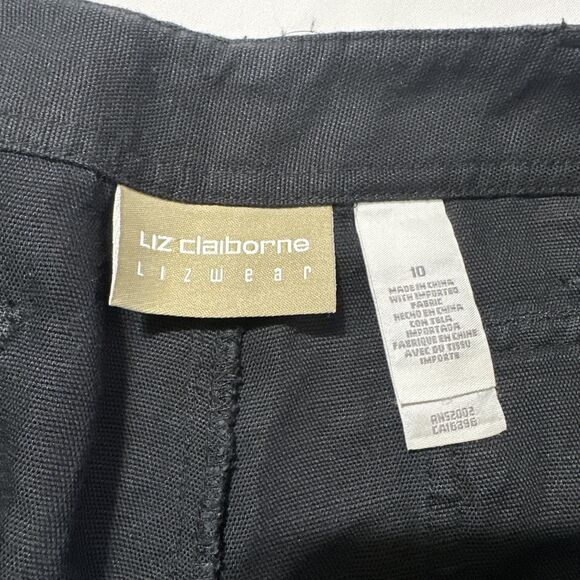 Liz claiborne
Lizwear
10
MADE IN CHINA
WITH IMPORTED
FABRIC
HECHO EN CHINA
CON TELA
IMPORTADA
FABRIQUE EN CHINE
AVEC DU TISSU
IMPORTE
RN52002
CA16396